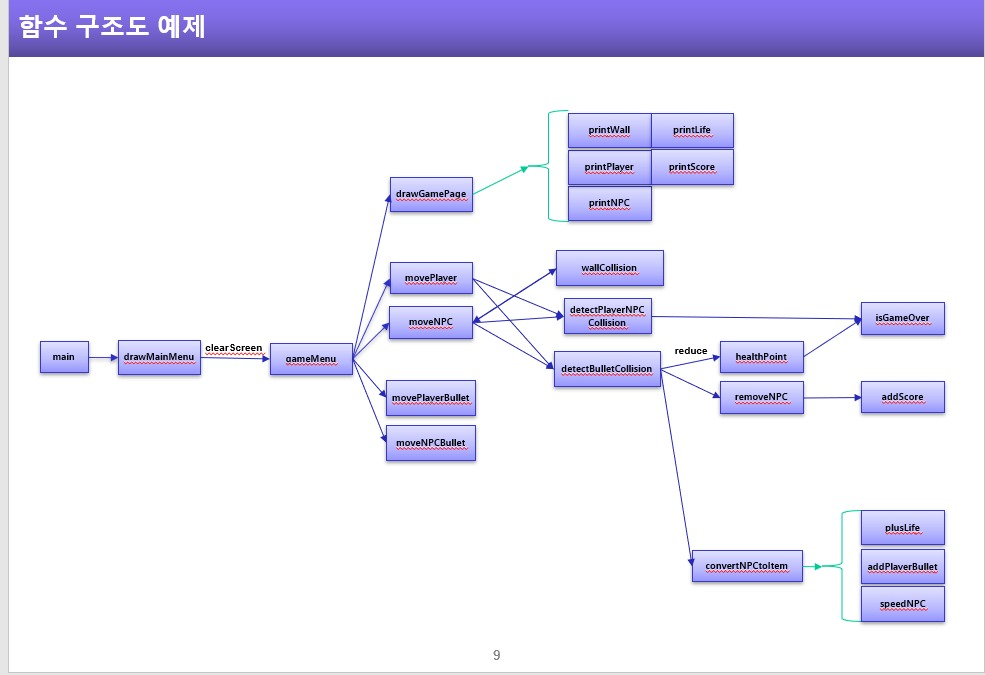 함수 구조도 예제
printWall
printLife
printPlayer
printScore
printNPC
drawGamePage
movePlayer
wallCollision
moveNPC
detectPlayerNPC
Collision
isGameOver
main
drawMainMenu
clearScreen
gameMenu
detectBulletCollision
reduce
healthPoint
movePlayerBullet
removeNPC
addScore
moveNPCBullet
plusLife
convertNPCtoItem
addPlayerBullet
speedNPC
9